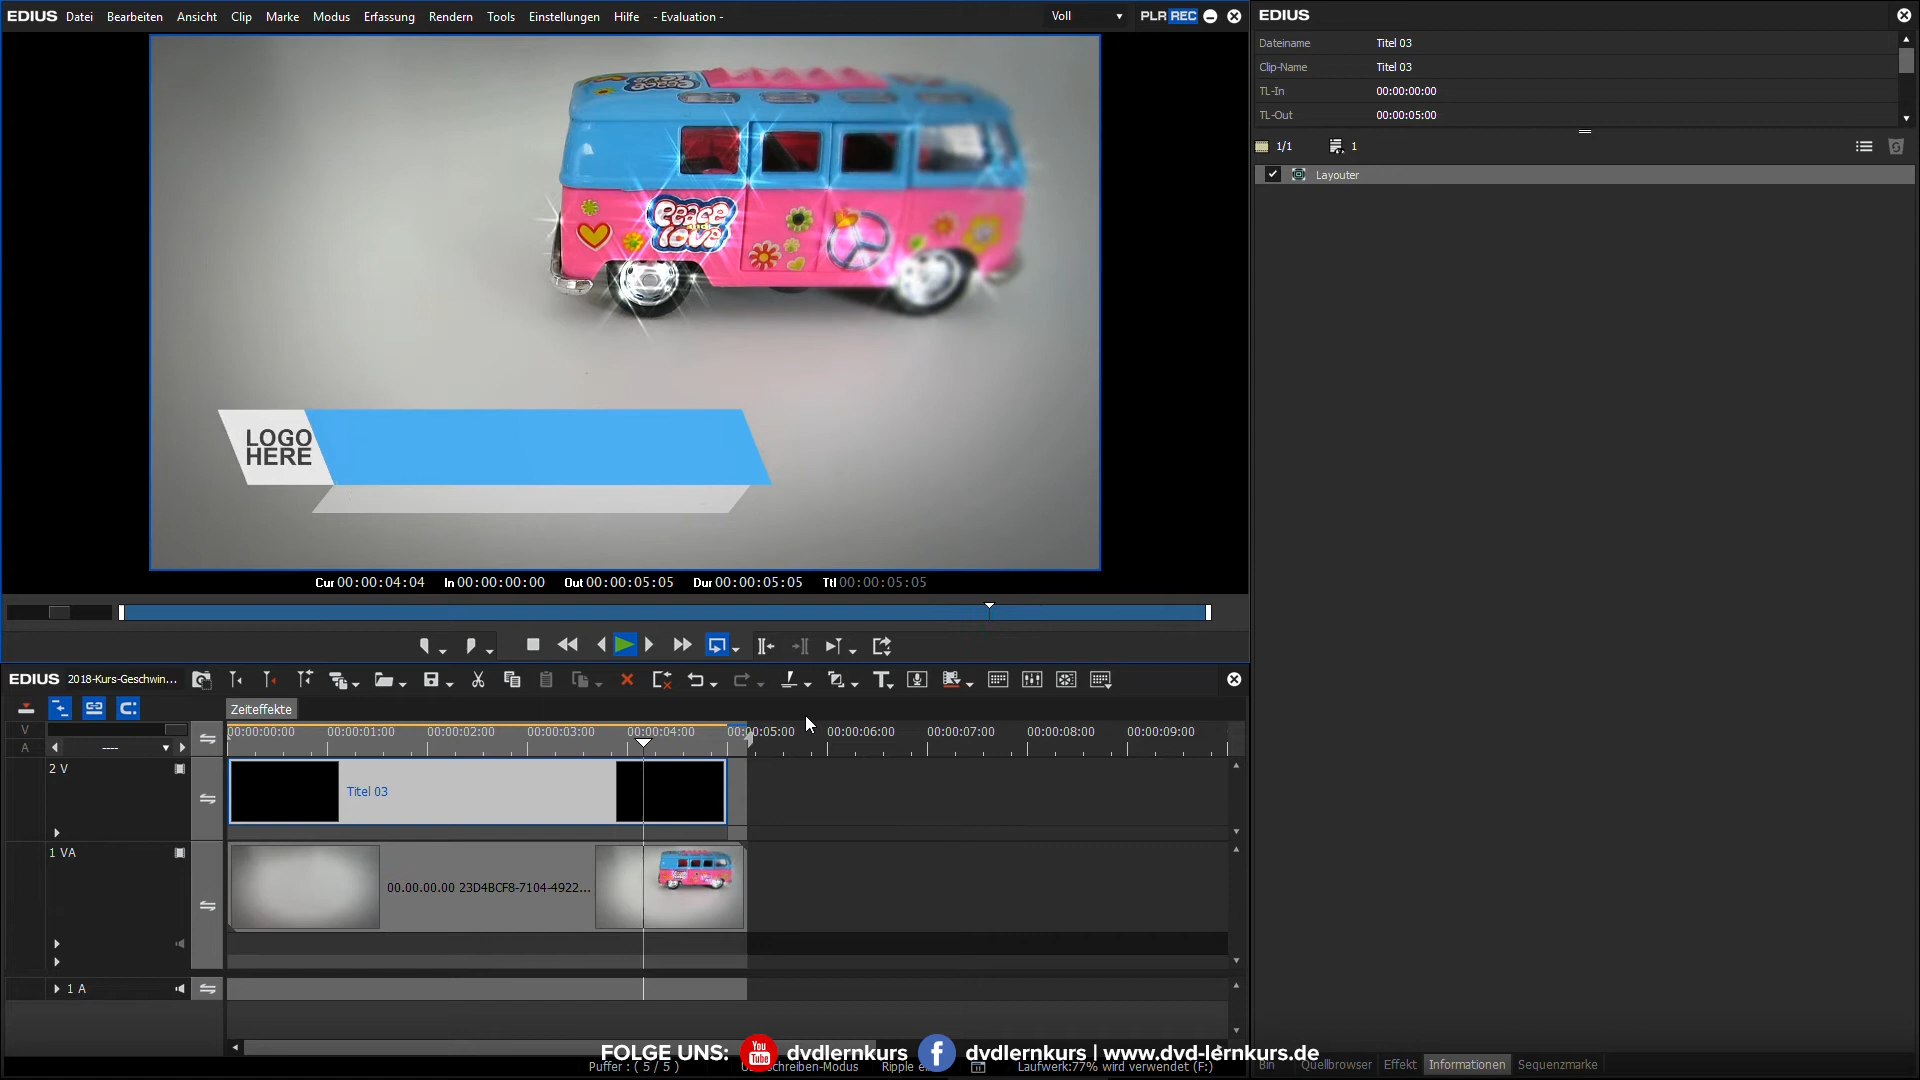 EDIUS Datei Bearbeiten Ansicht Clip Marke Modus Erfassung Rendern Tools Einstellungen Hilfe - Evaluation - Voll PLR REC
Peace and Love
LOGO
HERE
Cur 00:00:04:04 In 00:00:00:00 Out 00:00:05:05 Dur 00:00:05:05 Ttl 00:00:05:05
EDIUS
Dateiname Titel 03
Clip-Name Titel 03
TL-In 00:00:00:00
TL-Out 00:00:05:00
1/1 1
Layouter
EDIUS 2018-Kurs-Geschwin...
Zeiteffekte
V
A ----
00:00:00:00 00:00:01:00 00:00:02:00 00:00:03:00 00:00:04:00 00:00:05:00 00:00:06:00 00:00:07:00 00:00:08:00 00:00:09:00
2 V
Titel 03
1 VA
00.00.00.00 23D4BCF8-7104-4922...
1 A
FOLGE UNS: You Tube dvdlernkurs f dvdlernkurs | www.dvd-lernkurs.de
Puffer : ( 5 / 5 ) Ripple Laufwerk:77% wird verwendet (F:)
Bin Quellbrowser Effekt Informationen Sequenzmarke